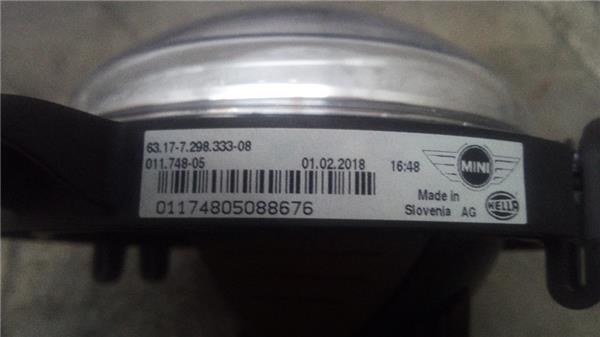 63.17-7.298.333-08
011.748-05 01.02.2018 16:48
MINI
Made in
Slovenia AG
HELLA
01174805088676